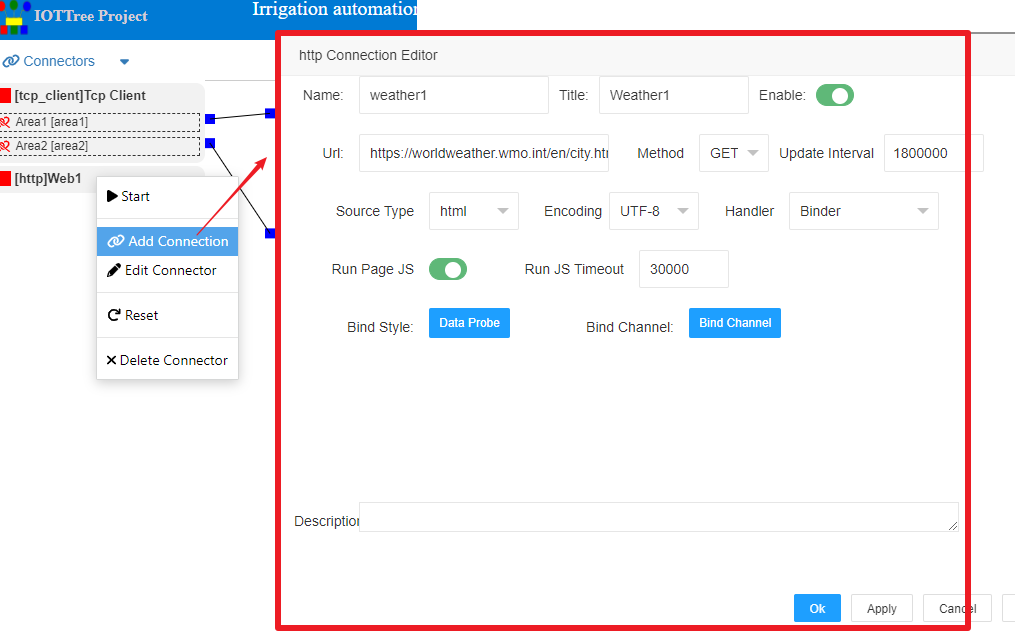 IOTTree Project
Irrigation automation
Connectors
[tcp_client]Tcp Client
Area1 [area1]
Area2 [area2]
[http]Web1
Start
Add Connection
Edit Connector
Reset
Delete Connector
http Connection Editor
Name: weather1 Title: Weather1 Enable:
Url: https://worldweather.wmo.int/en/city.htm Method GET Update Interval 1800000
Source Type html Encoding UTF-8 Handler Binder
Run Page JS Run JS Timeout 30000
Bind Style: Data Probe Bind Channel: Bind Channel
Description
Ok Apply Cancel